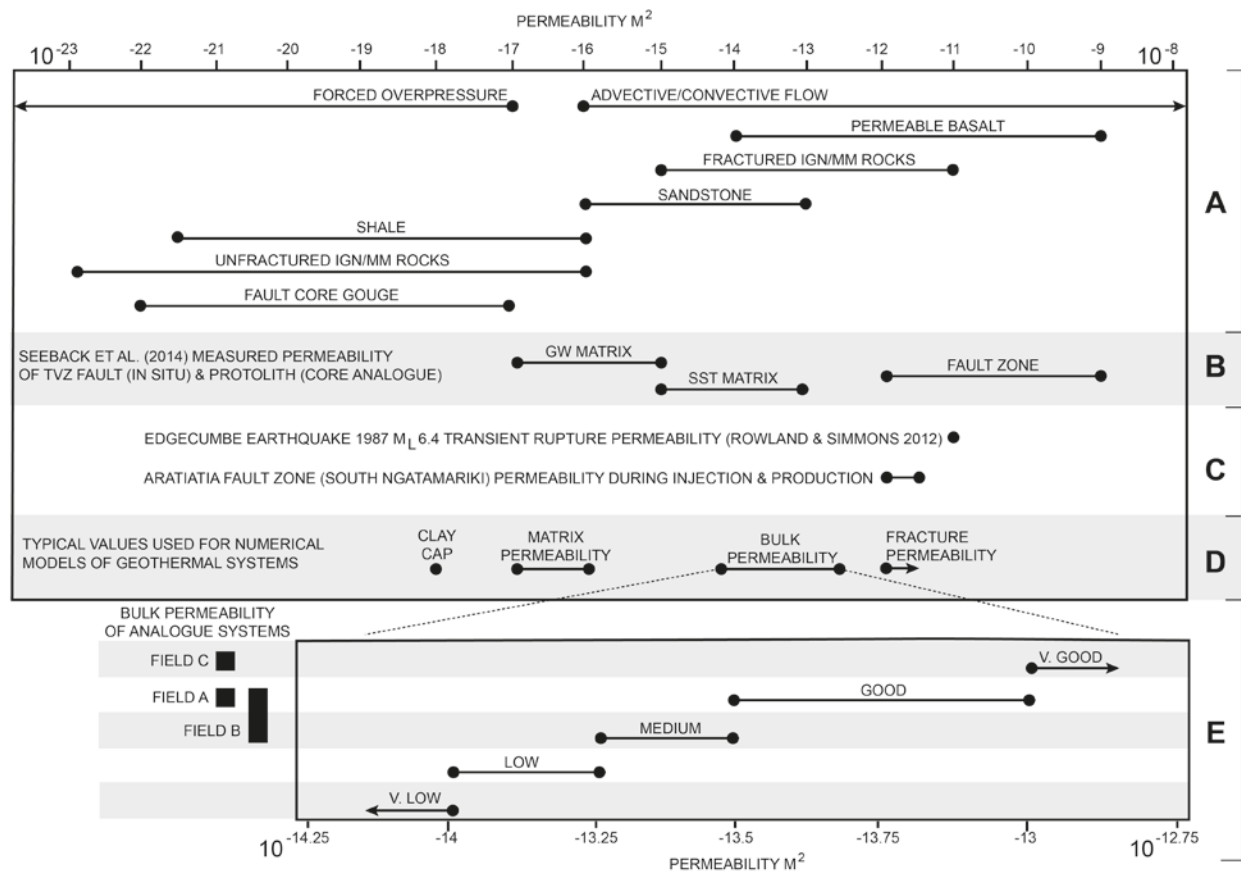 PERMEABILITY M2
10-23 -22 -21 -20 -19 -18 -17 -16 -15 -14 -13 -12 -11 -10 -9 10-8
FORCED OVERPRESSURE ADVECTIVE/CONVECTIVE FLOW
PERMEABLE BASALT
FRACTURED IGN/MM ROCKS
SANDSTONE
A
SHALE
UNFRACTURED IGN/MM ROCKS
FAULT CORE GOUGE
SEEBACK ET AL. (2014) MEASURED PERMEABILITY
OF TVZ FAULT (IN SITU) & PROTOLITH (CORE ANALOGUE)
GW MATRIX
SST MATRIX
FAULT ZONE
B
EDGECUMBE EARTHQUAKE 1987 ML 6.4 TRANSIENT RUPTURE PERMEABILITY (ROWLAND & SIMMONS 2012)
ARATIATIA FAULT ZONE (SOUTH NGATAMARIKI) PERMEABILITY DURING INJECTION & PRODUCTION
C
TYPICAL VALUES USED FOR NUMERICAL
MODELS OF GEOTHERMAL SYSTEMS
CLAY
CAP
MATRIX
PERMEABILITY
BULK
PERMEABILITY
FRACTURE
PERMEABILITY
D
BULK PERMEABILITY
OF ANALOGUE SYSTEMS
FIELD C
V. GOOD
FIELD A
GOOD
FIELD B
MEDIUM
E
LOW
V. LOW
10-14.25 -14 -13.25 -13.5 -13.75 -13 10-12.75
PERMEABILITY M2